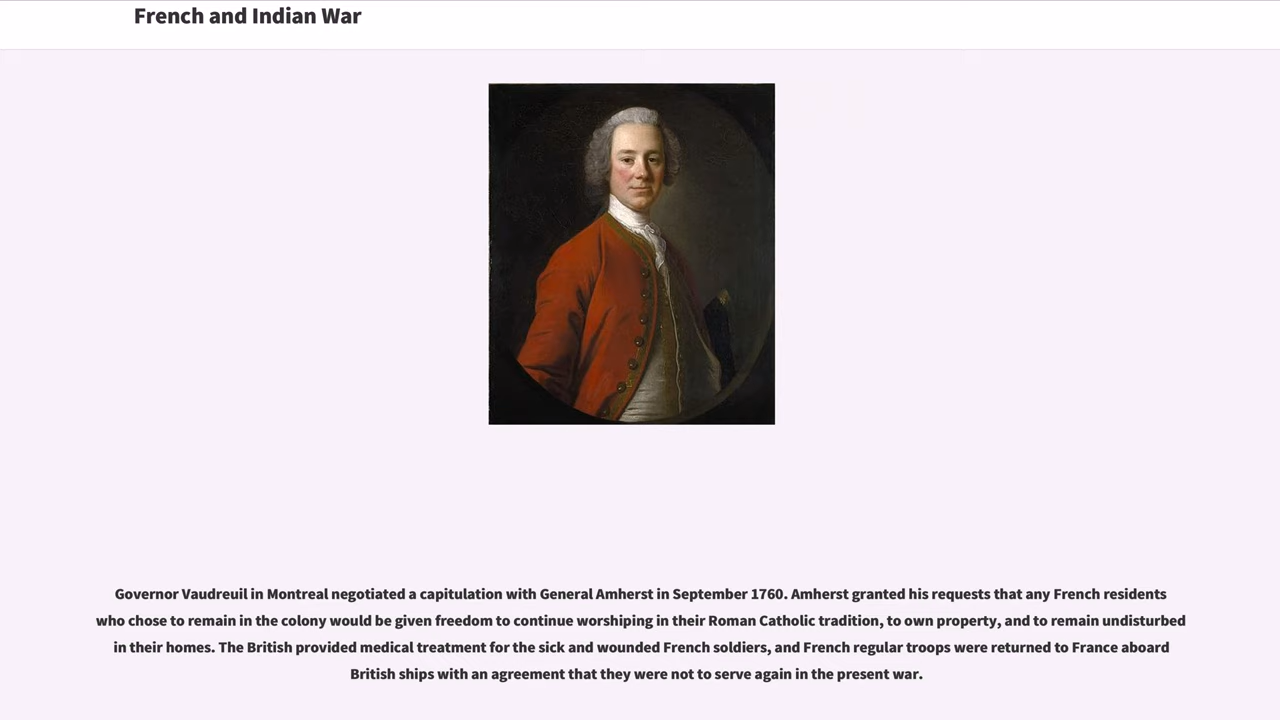 French and Indian War
Governor Vaudreuil in Montreal negotiated a capitulation with General Amherst in September 1760. Amherst granted his requests that any French residents
who chose to remain in the colony would be given freedom to continue worshiping in their Roman Catholic tradition, to own property, and to remain undisturbed
in their homes. The British provided medical treatment for the sick and wounded French soldiers, and French regular troops were returned to France aboard
British ships with an agreement that they were not to serve again in the present war.